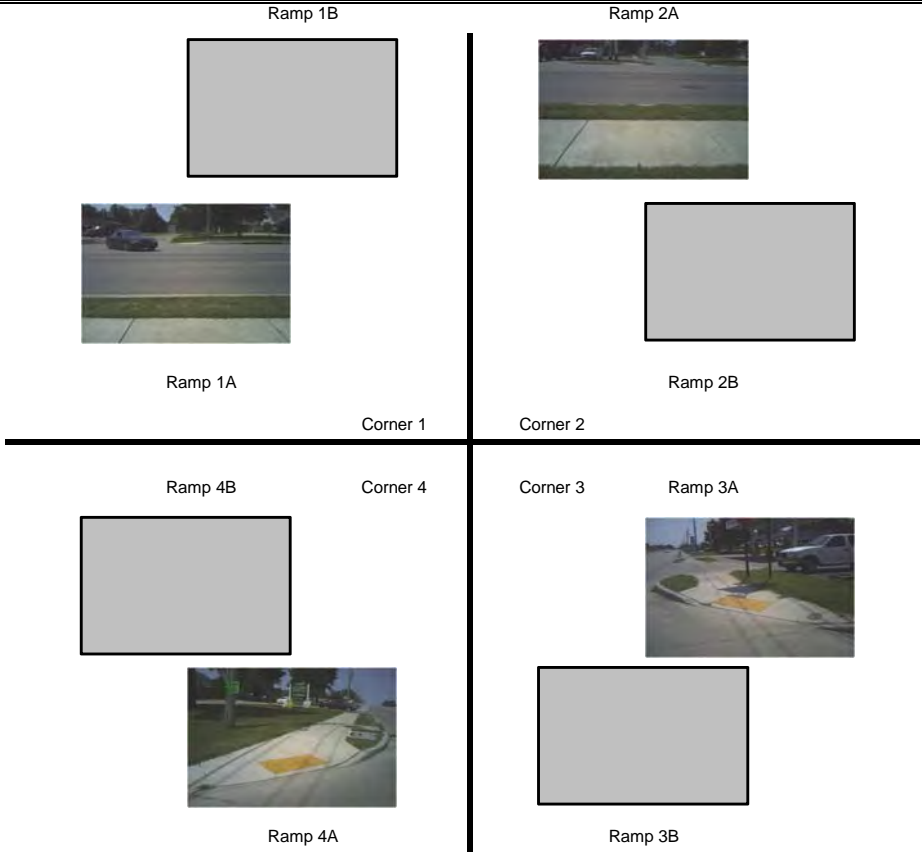 Ramp 1B Ramp 2A
Ramp 1A Ramp 2B
Corner 1 Corner 2
Ramp 4B Corner 4 Corner 3 Ramp 3A
Ramp 4A Ramp 3B